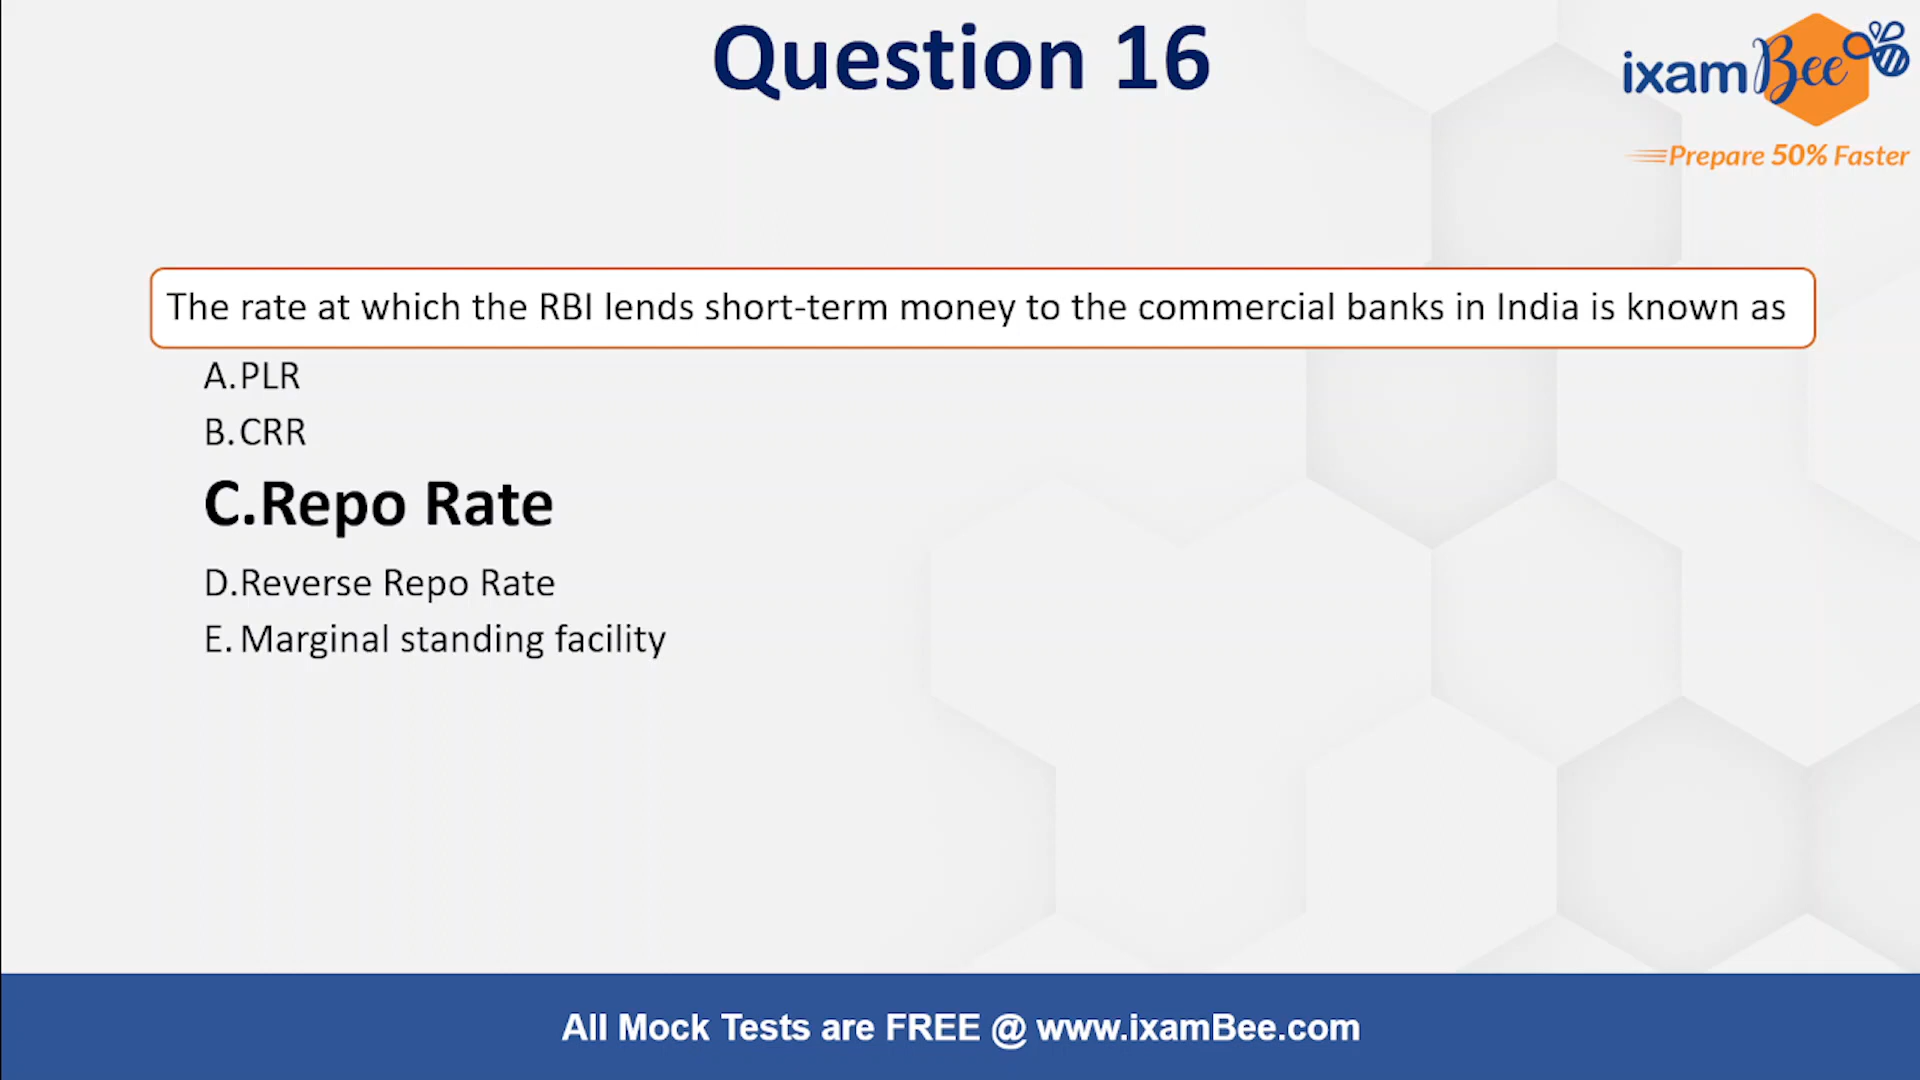 Question 16
ixamBee
Prepare 50% Faster
The rate at which the RBI lends short-term money to the commercial banks in India is known as
A.PLR
B.CRR
C.Repo Rate
D.Reverse Repo Rate
E. Marginal standing facility
All Mock Tests are FREE @ www.ixamBee.com